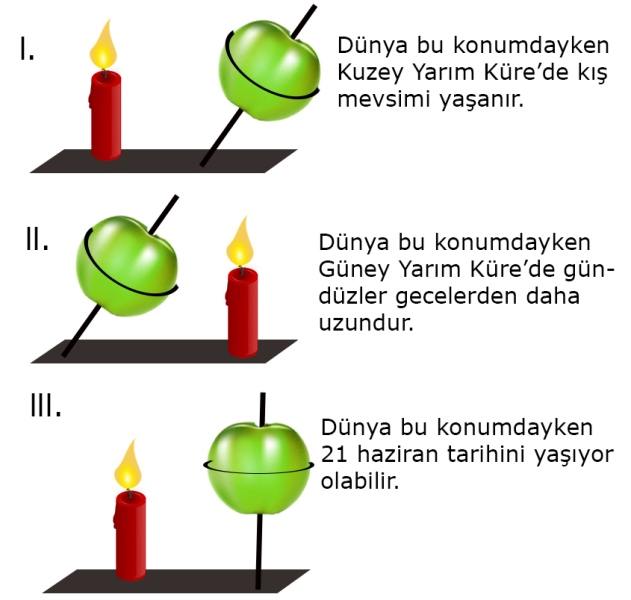 I.
Dünya bu konumdayken
Kuzey Yarım Küre’de kış
mevsimi yaşanır.
II.
Dünya bu konumdayken
Güney Yarım Küre’de gün-
düzler gecelerden daha
uzundur.
III.
Dünya bu konumdayken
21 haziran tarihini yaşıyor
olabilir.